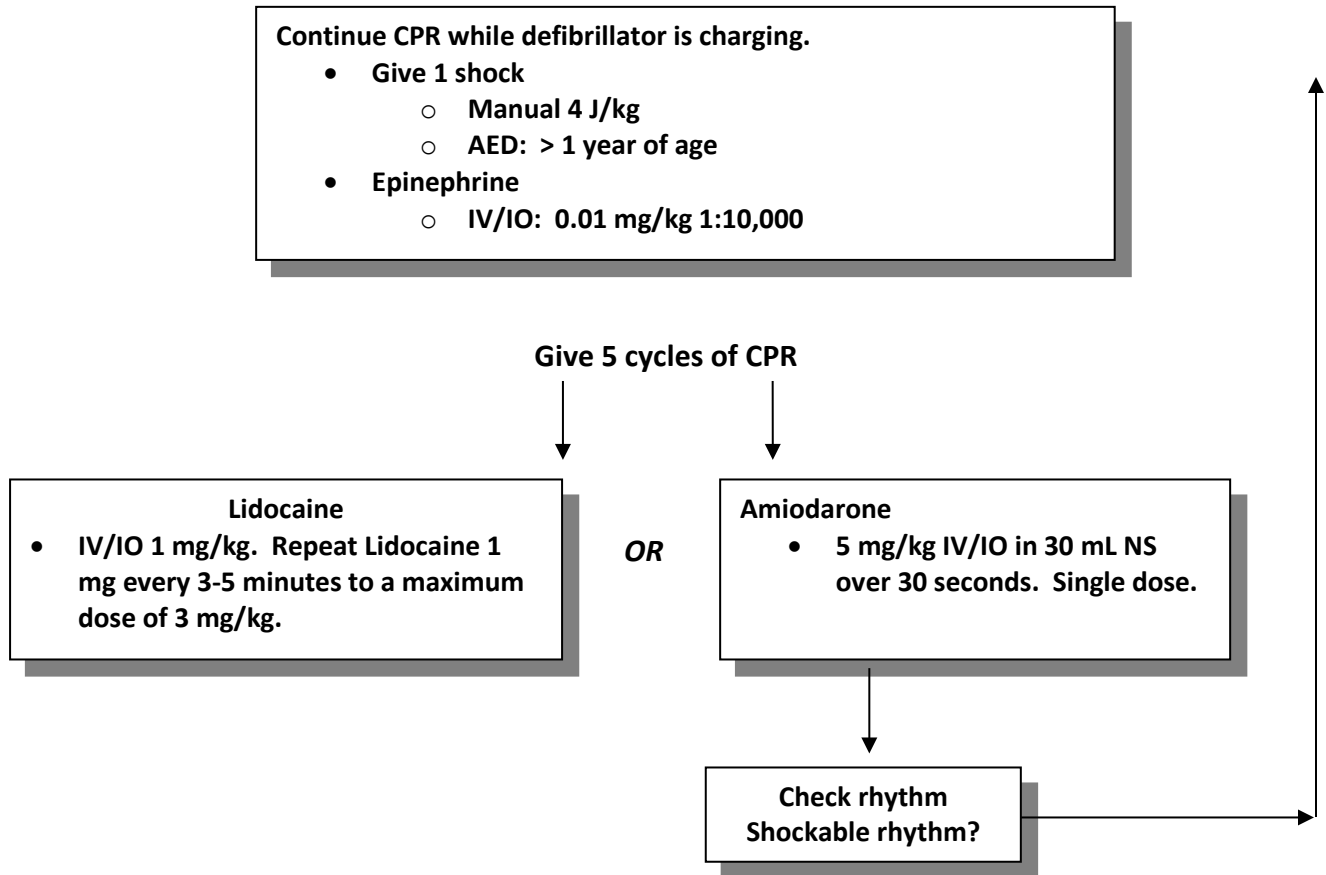 Continue CPR while defibrillator is charging.
• Give 1 shock
o Manual 4 J/kg
o AED:  > 1 year of age
• Epinephrine
o IV/IO:  0.01 mg/kg 1:10,000
Give 5 cycles of CPR
Lidocaine
• IV/IO 1 mg/kg.  Repeat Lidocaine 1
mg every 3-5 minutes to a maximum
dose of 3 mg/kg.
OR
Amiodarone
• 5 mg/kg IV/IO in 30 mL NS
over 30 seconds.  Single dose.
Check rhythm
Shockable rhythm?